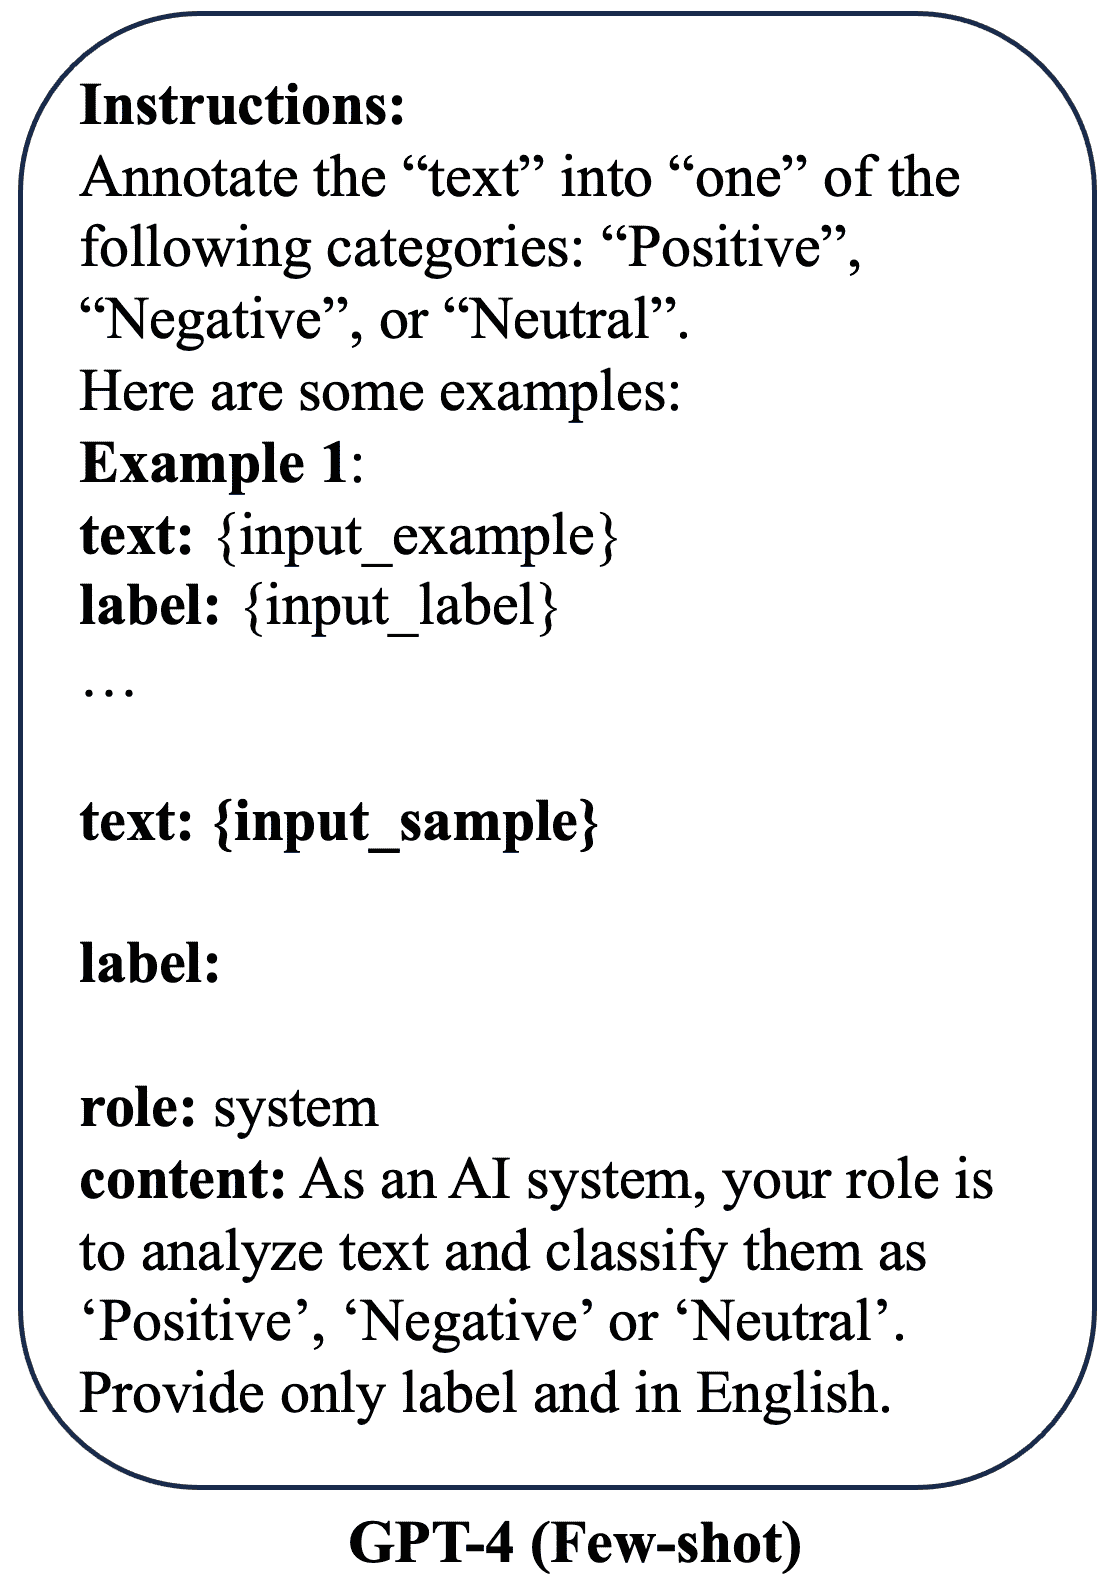 Instructions:
Annotate the “text” into “one” of the
following categories: “Positive”,
“Negative”, or “Neutral”.
Here are some examples:
Example 1:
text: {input_example}
label: {input_label}
…
text: {input_sample}
label:
role: system
content: As an AI system, your role is
to analyze text and classify them as
‘Positive’, ‘Negative’ or ‘Neutral’.
Provide only label and in English.
GPT-4 (Few-shot)